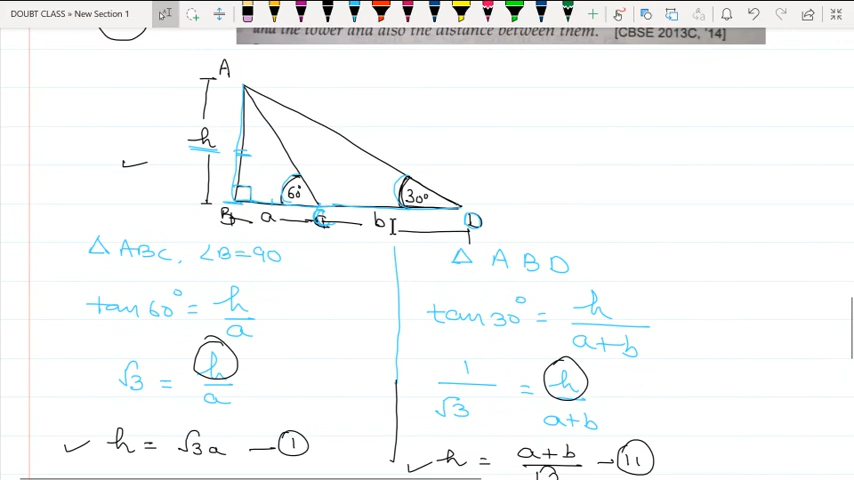 DOUBT CLASS » New Section 1
and the tower and also the distance between them. [CBSE 2013C, '14]
A
h
60°
30°
B a C b D
△ ABC, ∠B=90
△ ABD
tan 60° = h/a
tan 30° = h/(a+b)
√3 = h/a
1/√3 = h/(a+b)
✓ h = √3a — ①
✓ h = (a+b)/√3 — ⑪